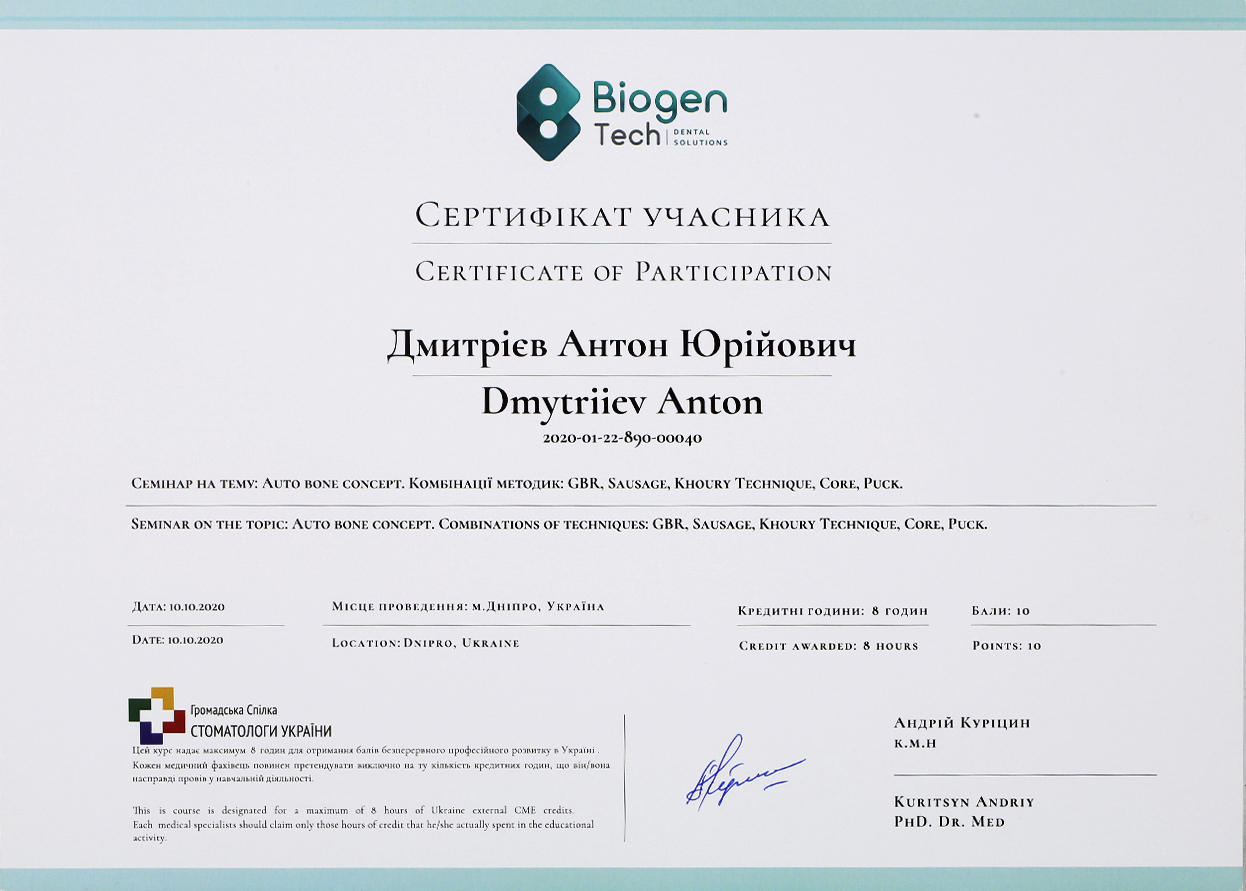 Biogen
Tech
DENTAL
SOLUTIONS
Сертифікат учасника
Certificate of Participation
Дмитрієв Антон Юрійович
Dmytriiev Anton
2020-01-22-890-00040
Семінар на тему: Auto bone concept. Комбінації методик: GBR, Sausage, Khoury Technique, Core, Puck.
Seminar on the topic: Auto bone concept. Combinations of techniques: GBR, Sausage, Khoury Technique, Core, Puck.
Дата: 10.10.2020
Місце проведення: м.Дніпро, Україна
Кредитні години: 8 годин
Бали: 10
Date: 10.10.2020
Location: Dnipro, Ukraine
Credit awarded: 8 hours
Points: 10
Громадська Спілка
СТОМАТОЛОГИ УКРАЇНИ
Цей курс надає максимум 8 годин для отримання балів безперервного професійного розвитку в Україні .
Кожен медичний фахівець повинен претендувати виключно на ту кількість кредитних годин, що він/вона
насправді провів у навчальній діяльності.
This is course is designated for a maximum of 8 hours of Ukraine external CME credits.
Each medical specialists should claim only those hours of credit that he/she actually spent in the educational
activity.
Андрій Куріцин
к.м.н
Kuritsyn Andriy
PhD. Dr. Med